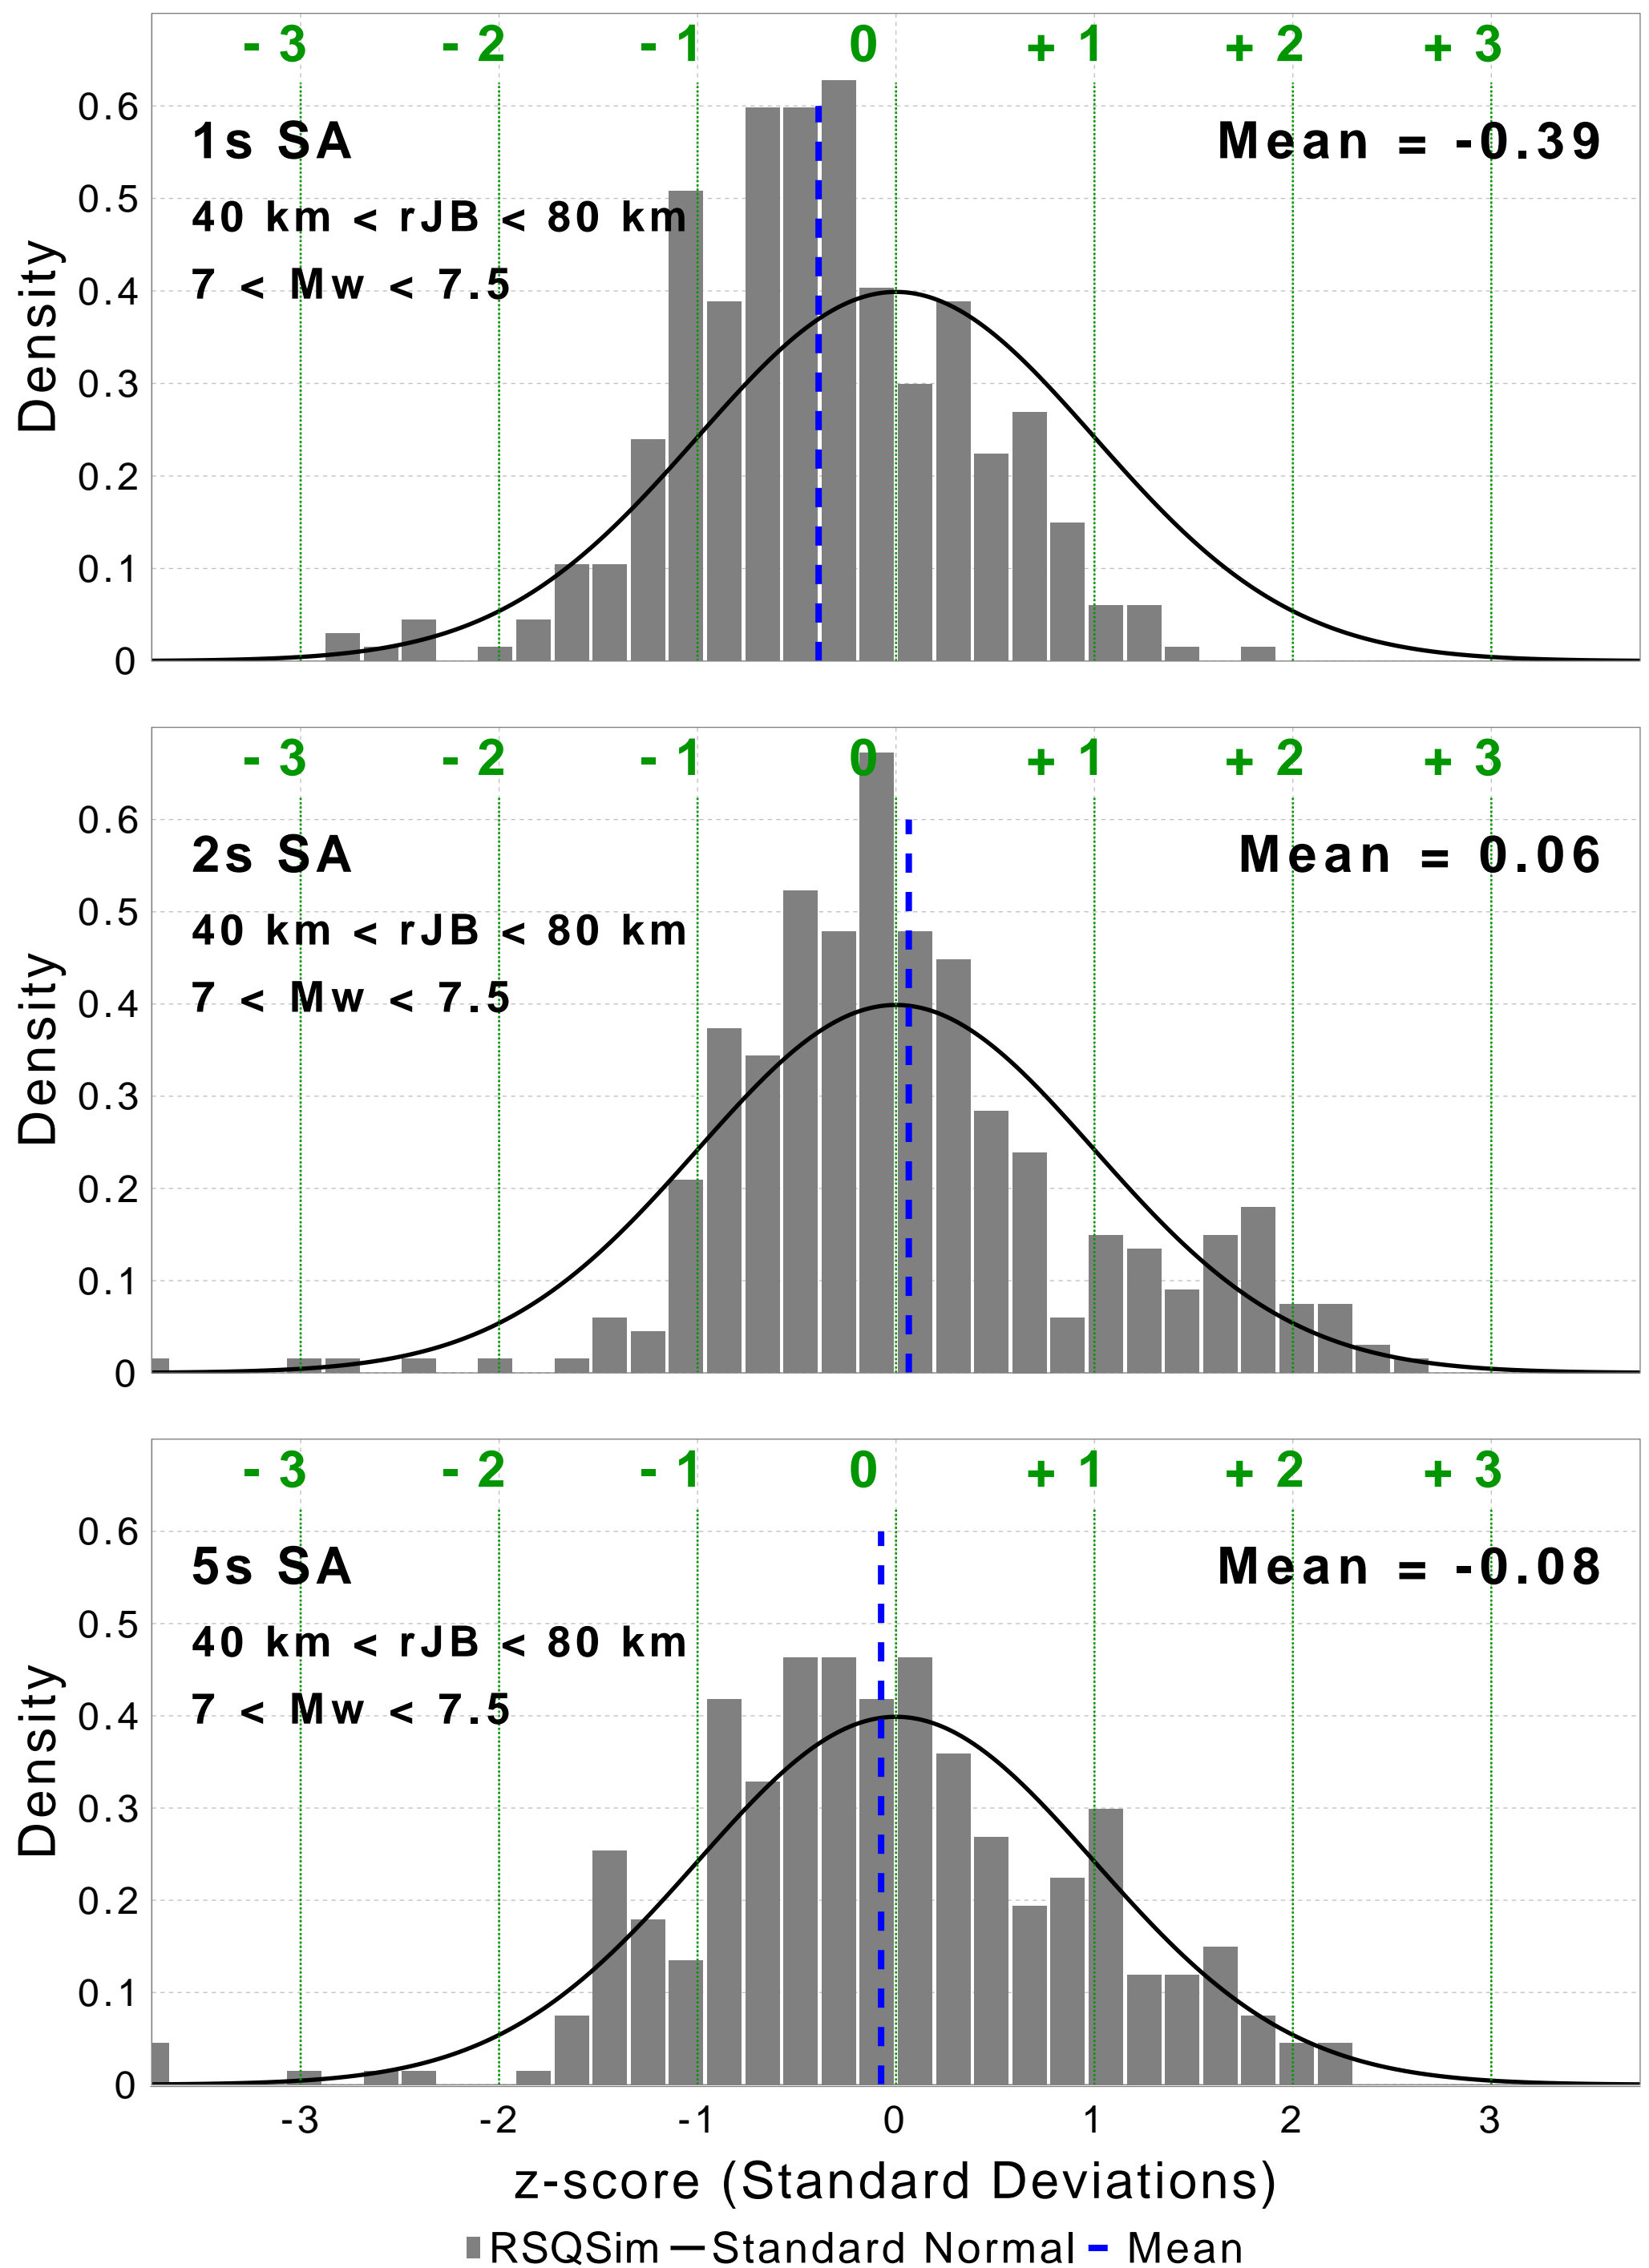 - 3 - 2 - 1 0 + 1 + 2 + 3
0.6
1s SA Mean = -0.39
0.5
40 km < rJB < 80 km
0.4
7 < Mw < 7.5
Density
0.3
0.2
0.1
0
- 3 - 2 - 1 0 + 1 + 2 + 3
0.6
2s SA Mean = 0.06
0.5
40 km < rJB < 80 km
0.4
7 < Mw < 7.5
Density
0.3
0.2
0.1
0
- 3 - 2 - 1 0 + 1 + 2 + 3
0.6
5s SA Mean = -0.08
0.5
40 km < rJB < 80 km
0.4
7 < Mw < 7.5
Density
0.3
0.2
0.1
0
-3 -2 -1 0 1 2 3
z-score (Standard Deviations)
RSQSim Standard Normal Mean